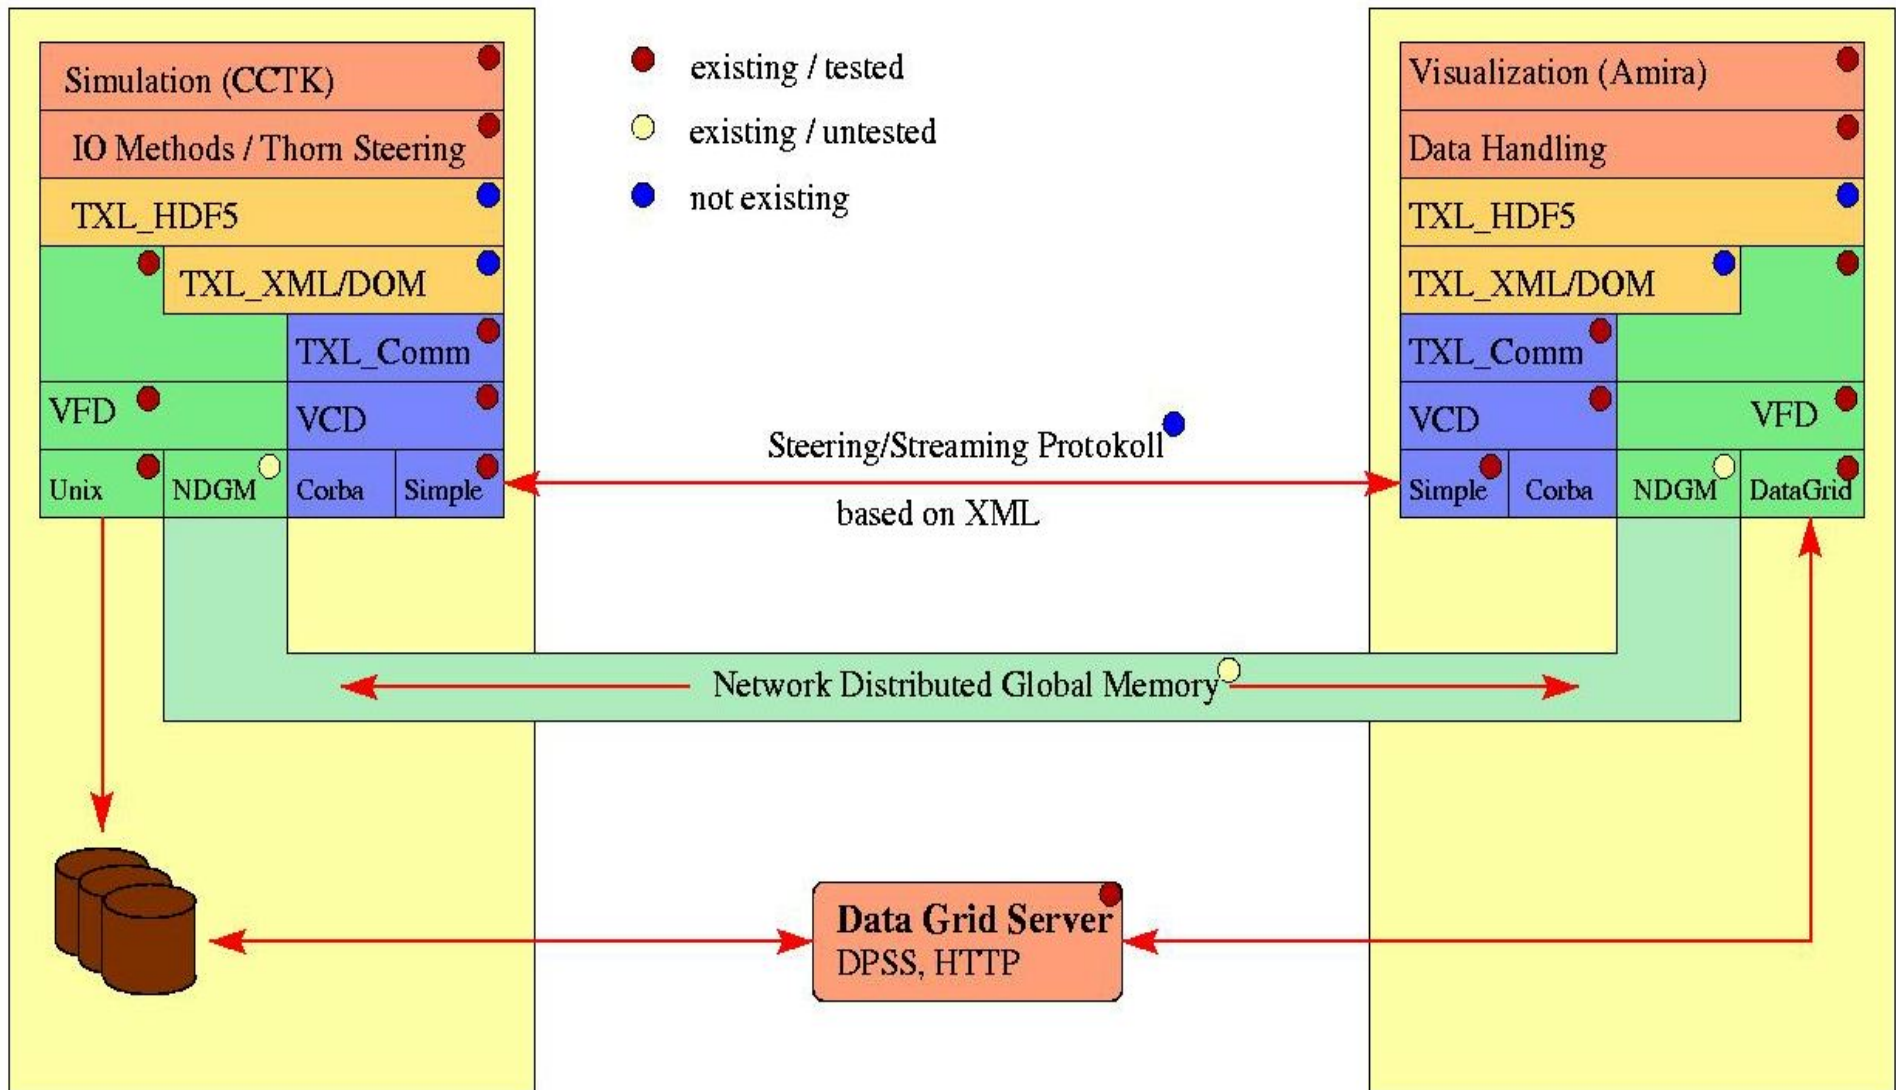 Simulation (CCTK)
IO Methods / Thorn Steering
TXL_HDF5
TXL_XML/DOM
TXL_Comm
VFD
VCD
Unix
NDGM
Corba
Simple
existing / tested
existing / untested
not existing
Steering/Streaming Protokoll
based on XML
Network Distributed Global Memory
Data Grid Server
DPSS, HTTP
Visualization (Amira)
Data Handling
TXL_HDF5
TXL_XML/DOM
TXL_Comm
VCD
VFD
Simple
Corba
NDGM
DataGrid